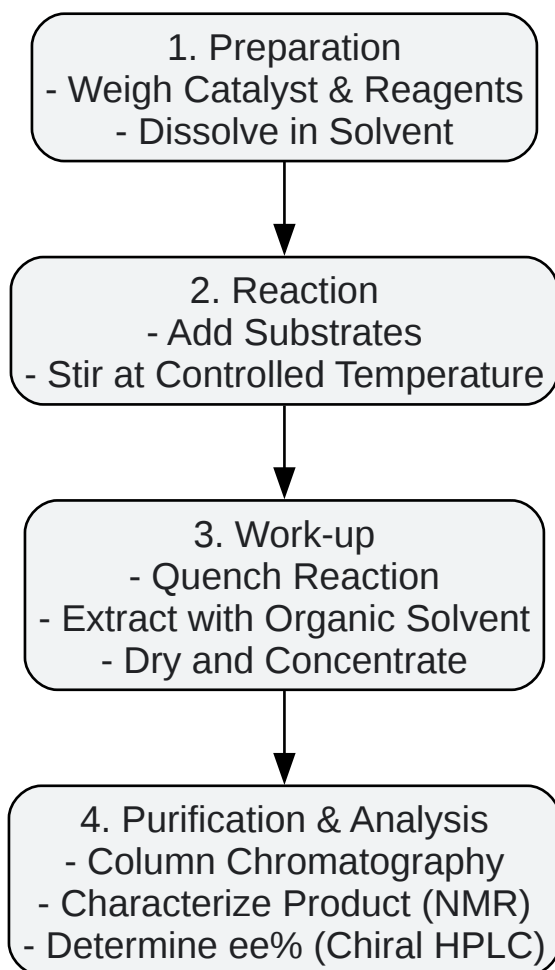 1. Preparation
- Weigh Catalyst & Reagents
- Dissolve in Solvent
2. Reaction
- Add Substrates
- Stir at Controlled Temperature
3. Work-up
- Quench Reaction
- Extract with Organic Solvent
- Dry and Concentrate
4. Purification & Analysis
- Column Chromatography
- Characterize Product (NMR)
- Determine ee% (Chiral HPLC)